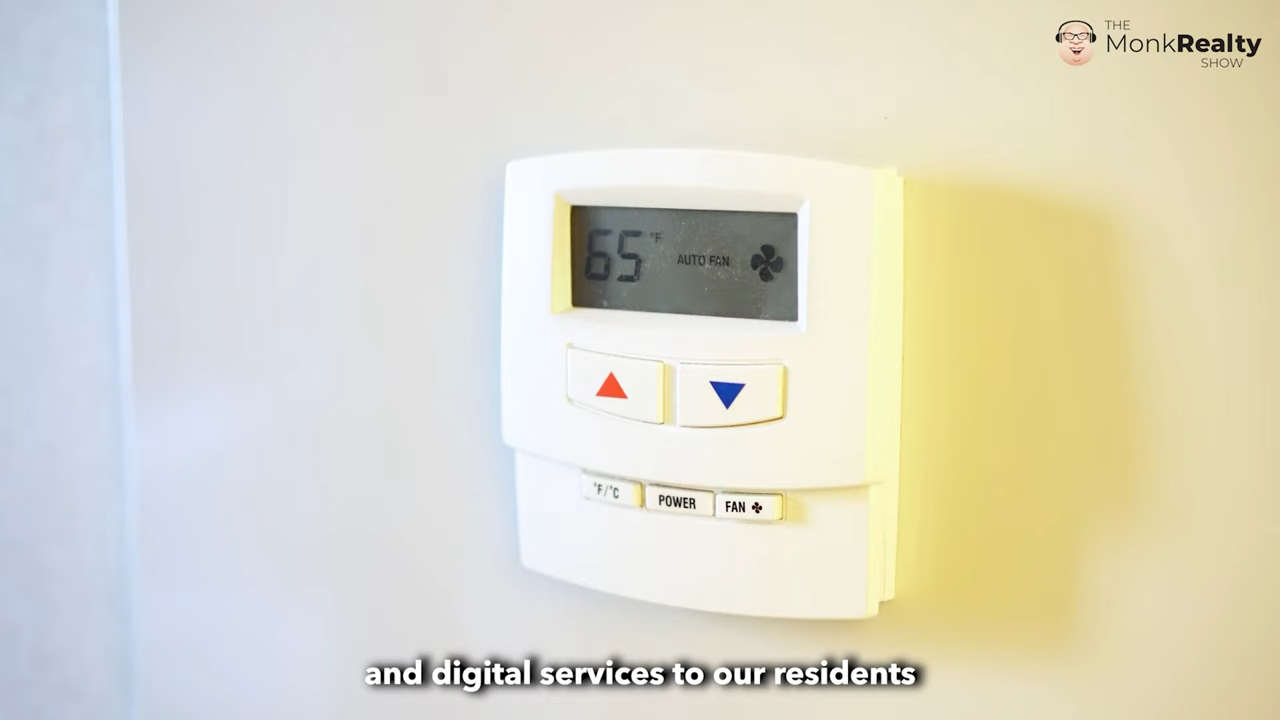 THE
MonkRealty
SHOW
65 °F
AUTO FAN
°F/°C
POWER
FAN
and digital services to our residents